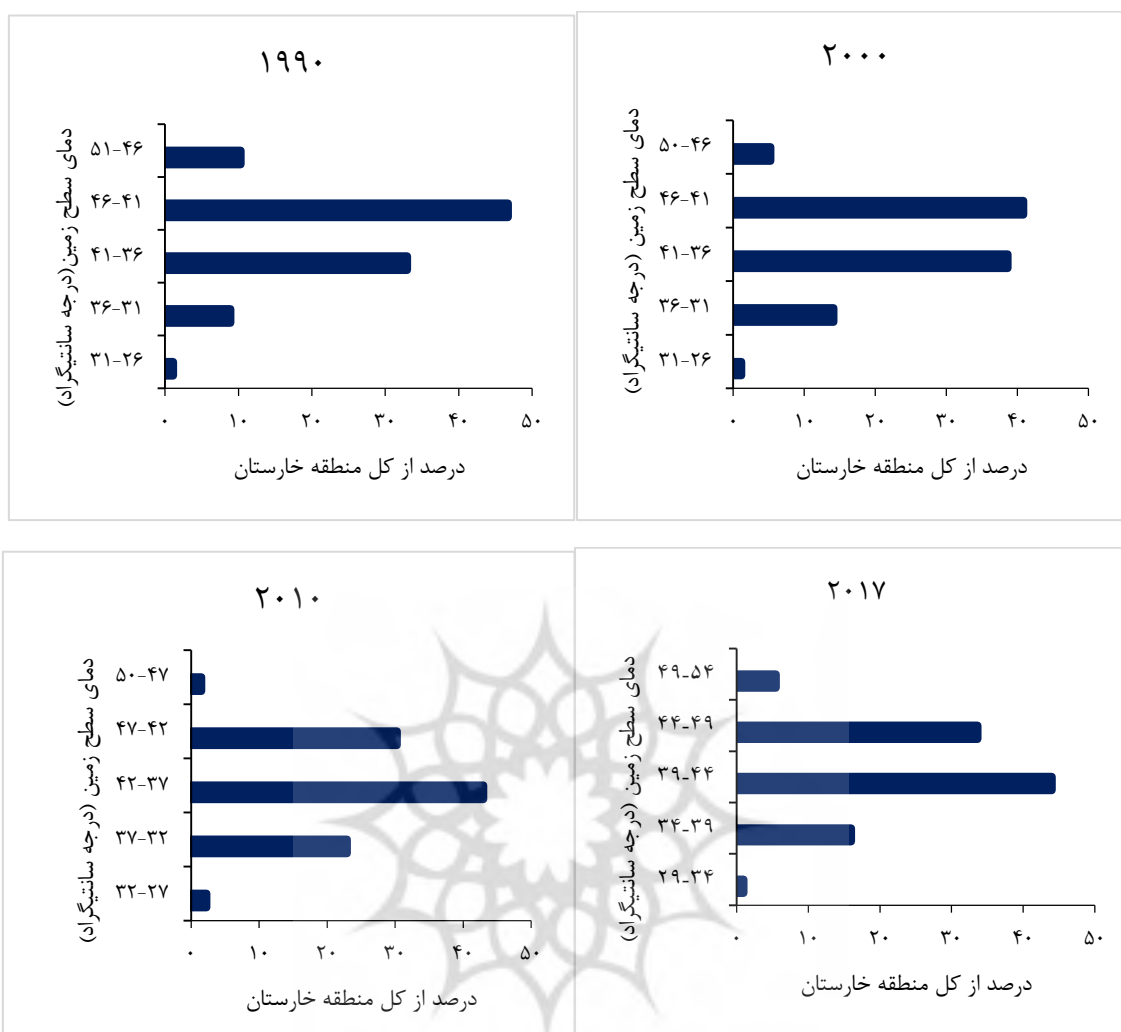 ۱۹۹۰
دمای سطح زمین(درجه سانتیگراد)
۵۱-۴۶
۴۶-۴۱
۴۱-۳۶
۳۶-۳۱
۳۱-۲۶
۰ ۱۰ ۲۰ ۳۰ ۴۰ ۵۰
درصد از کل منطقه خارستان
۲۰۰۰
دمای سطح زمین (درجه سانتیگراد)
۵۰-۴۶
۴۶-۴۱
۴۱-۳۶
۳۶-۳۱
۳۱-۲۶
۰ ۱۰ ۲۰ ۳۰ ۴۰ ۵۰
درصد از کل منطقه خارستان
۲۰۱۰
دمای سطح زمین (درجه سانتیگراد)
۵۰-۴۷
۴۷-۴۲
۴۲-۳۷
۳۷-۳۲
۳۲-۲۷
۰ ۱۰ ۲۰ ۳۰ ۴۰ ۵۰
درصد از کل منطقه خارستان
۲۰۱۷
دمای سطح زمین (درجه سانتیگراد)
۴۹-۵۴
۴۴-۴۹
۳۹-۴۴
۳۴-۳۹
۲۹-۳۴
۰ ۱۰ ۲۰ ۳۰ ۴۰ ۵۰
درصد از کل منطقه خارستان